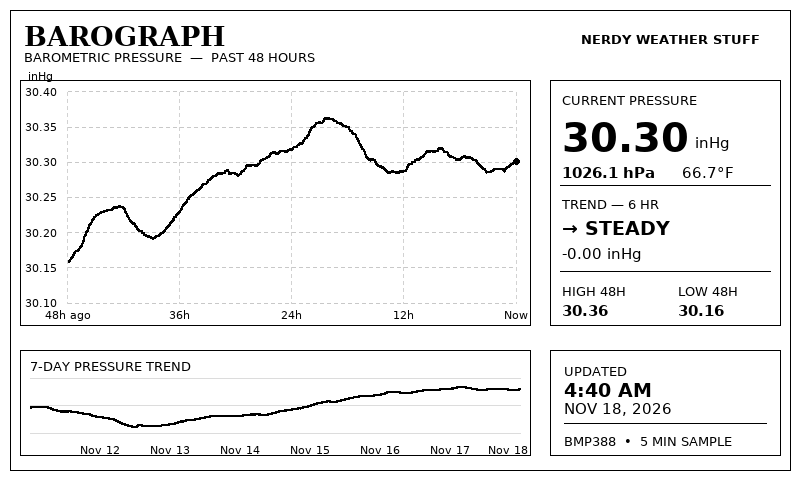 BAROGRAPH
BAROMETRIC PRESSURE — PAST 48 HOURS
NERDY WEATHER STUFF
inHg
30.40
30.35
30.30
30.25
30.20
30.15
30.10
48h ago 36h 24h 12h Now
CURRENT PRESSURE
30.30 inHg
1026.1 hPa 66.7°F
TREND — 6 HR
→ STEADY
-0.00 inHg
HIGH 48H LOW 48H
30.36 30.16
7-DAY PRESSURE TREND
Nov 12 Nov 13 Nov 14 Nov 15 Nov 16 Nov 17 Nov 18
UPDATED
4:40 AM
NOV 18, 2026
BMP388 • 5 MIN SAMPLE